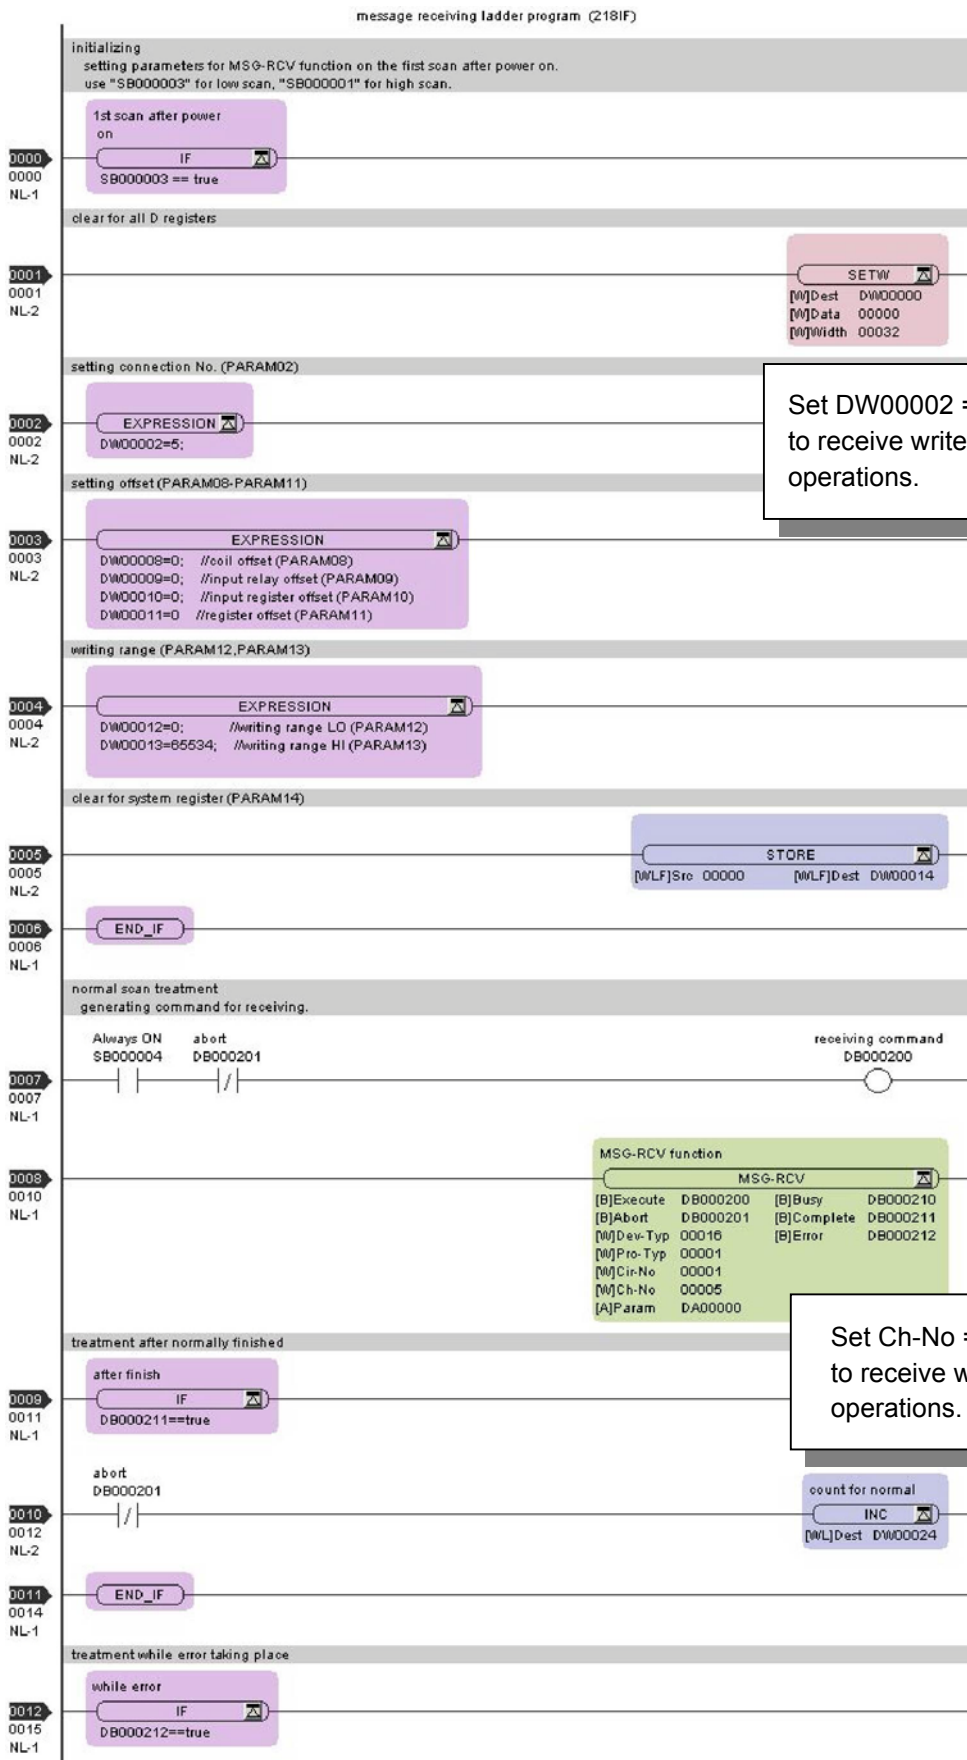 message receiving ladder program (218IF)
initializing
setting parameters for MSG-RCV function on the first scan after power on.
use "SB000003" for low scan, "SB000001" for high scan.
1st scan after power
on
0000
IF
0000
SB000003 == true
NL-1
clear for all D registers
0001
SETW
0001
[W]Dest DW00000
NL-2
[W]Data 00000
[W]Width 00032
setting connection No. (PARAM02)
0002
EXPRESSION
0002
DW00002=5;
NL-2
Set DW00002 =
to receive write
operations.
setting offset (PARAM08-PARAM11)
0003
EXPRESSION
0003
DW00008=0; //coil offset (PARAM08)
NL-2
DW00009=0; //input relay offset (PARAM09)
DW00010=0; //input register offset (PARAM10)
DW00011=0 //register offset (PARAM11)
writing range (PARAM12,PARAM13)
0004
EXPRESSION
0004
DW00012=0; //writing range LO (PARAM12)
NL-2
DW00013=65534; //writing range HI (PARAM13)
clear for system register (PARAM14)
0005
STORE
0005
[WLF]Src 00000 [WLF]Dest DW00014
NL-2
0006
END_IF
0006
NL-1
normal scan treatment
generating command for receiving.
Always ON abort receiving command
SB000004 DB000201 DB000200
0007
0007
NL-1
MSG-RCV function
0008
MSG-RCV
0010
[B]Execute DB000200 [B]Busy DB000210
NL-1
[B]Abort DB000201 [B]Complete DB000211
[W]Dev-Typ 00016 [B]Error DB000212
[W]Pro-Typ 00001
[W]Cir-No 00001
[W]Ch-No 00005
[A]Param DA00000
Set Ch-No =
to receive w
operations.
treatment after normally finished
after finish
0009
IF
0011
DB000211==true
NL-1
abort
DB000201
count for normal
0010
INC
0012
[WL]Dest DW00024
NL-2
0011
END_IF
0014
NL-1
treatment while error taking place
while error
0012
IF
0015
DB000212==true
NL-1